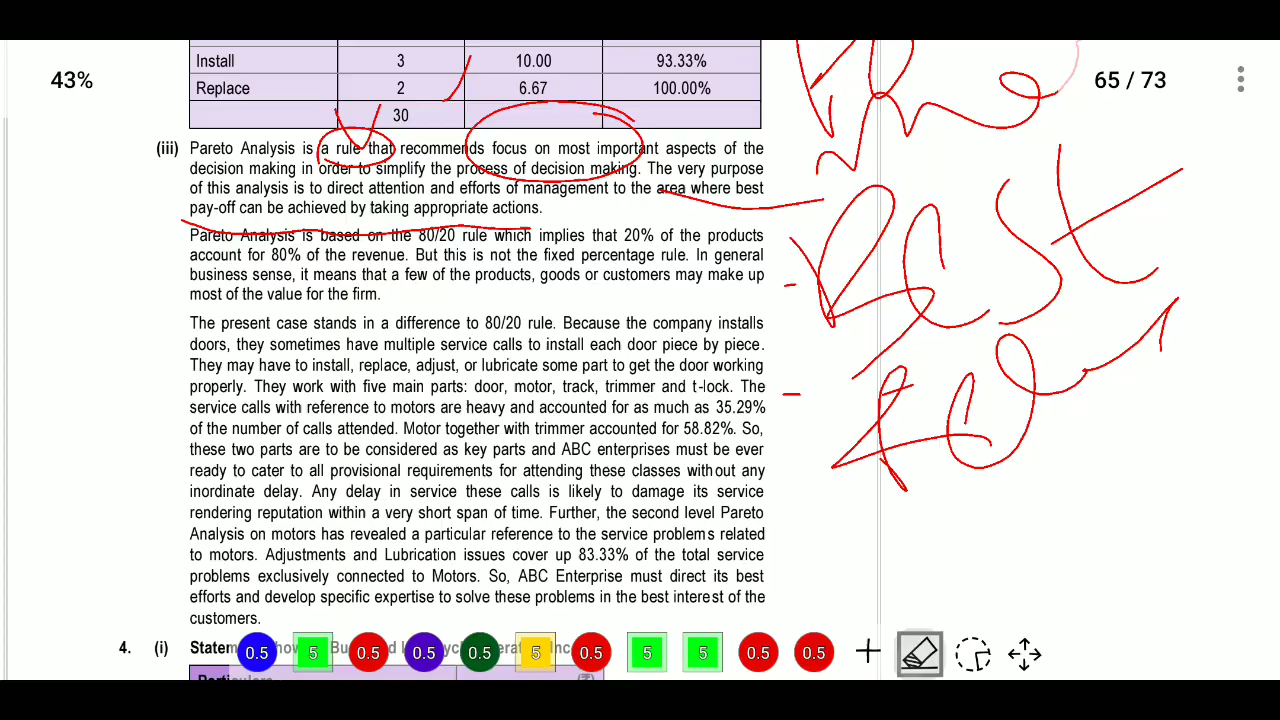 43%
65 / 73
Install 3 10.00 93.33%
Replace 2 6.67 100.00%
30
(iii) Pareto Analysis is a rule that recommends focus on most important aspects of the
decision making in order to simplify the process of decision making. The very purpose
of this analysis is to direct attention and efforts of management to the area where best
pay-off can be achieved by taking appropriate actions.
Pareto Analysis is based on the 80/20 rule which implies that 20% of the products
account for 80% of the revenue. But this is not the fixed percentage rule. In general
business sense, it means that a few of the products, goods or customers may make up
most of the value for the firm.
The present case stands in a difference to 80/20 rule. Because the company installs
doors, they sometimes have multiple service calls to install each door piece by piece.
They may have to install, replace, adjust, or lubricate some part to get the door working
properly. They work with five main parts: door, motor, track, trimmer and t-lock. The
service calls with reference to motors are heavy and accounted for as much as 35.29%
of the number of calls attended. Motor together with trimmer accounted for 58.82%. So,
these two parts are to be considered as key parts and ABC enterprises must be ever
ready to cater to all provisional requirements for attending these classes without any
inordinate delay. Any delay in service these calls is likely to damage its service
rendering reputation within a very short span of time. Further, the second level Pareto
Analysis on motors has revealed a particular reference to the service problems related
to motors. Adjustments and Lubrication issues cover up 83.33% of the total service
problems exclusively connected to Motors. So, ABC Enterprise must direct its best
efforts and develop specific expertise to solve these problems in the best interest of the
customers.
4. (i)
0.5 5 0.5 0.5 0.5 5 0.5 5 5 0.5 0.5